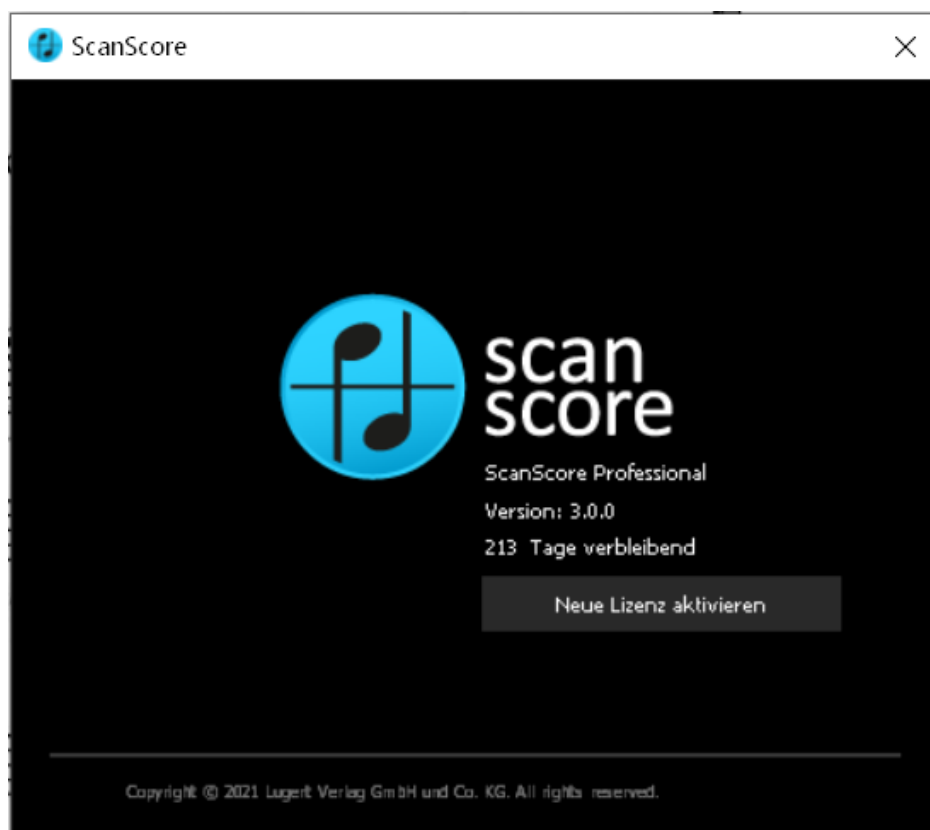 ScanScore
scan
score
ScanScore Professional
Version: 3.0.0
213 Tage verbleibend
Neue Lizenz aktivieren
Copyright © 2021 Lugert Verlag GmbH und Co. KG. All rights reserved.